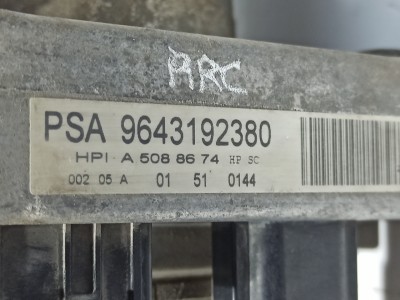 ARC
PSA 9643192380
HPI A 508 86 74 HP SC
002 05 A 01 51 0144